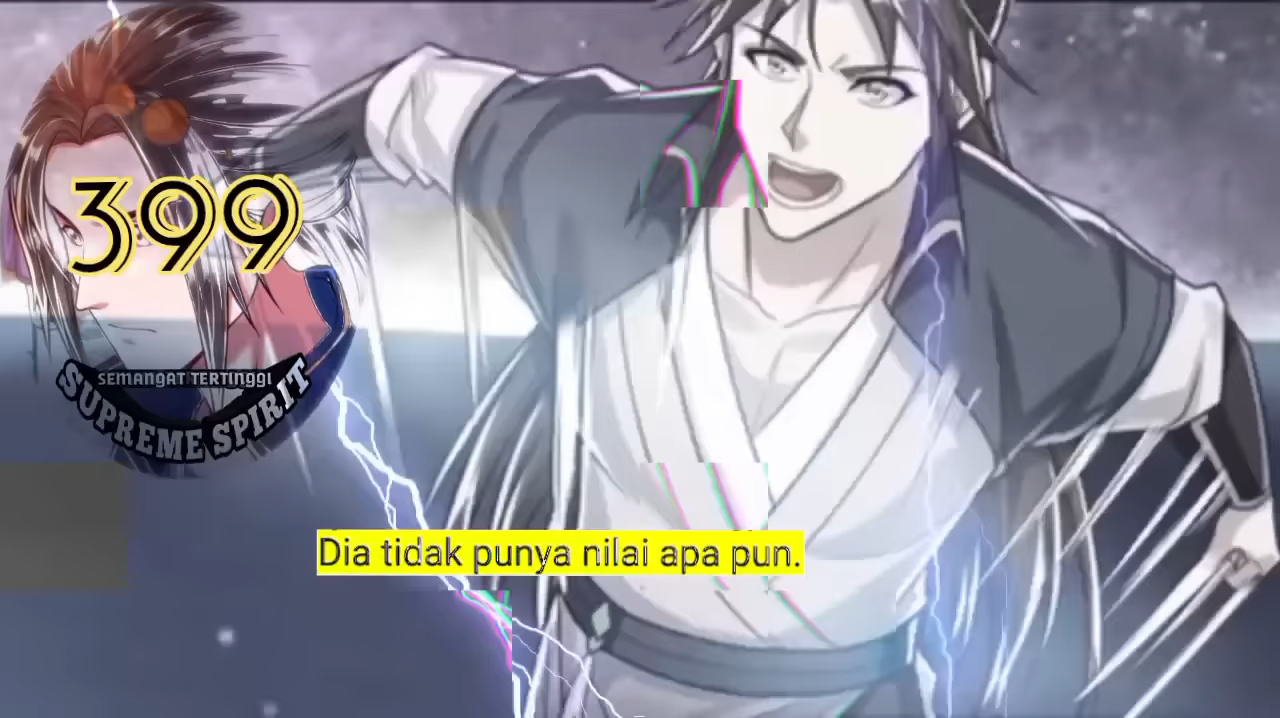 399
SEMANGAT TERTINGGI
SUPREME SPIRIT
Dia tidak punya nilai apa pun.